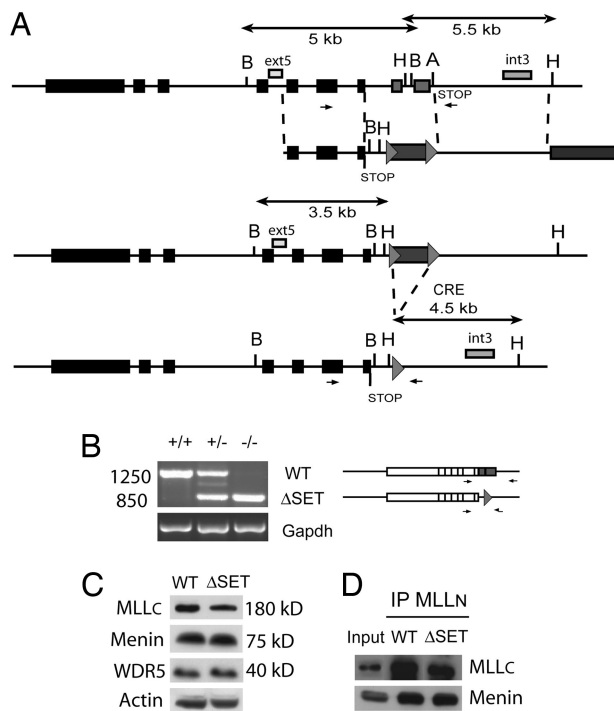 A
5 kb
5.5 kb
B ext5 H B A int3 H
STOP
B H
STOP
3.5 kb
B ext5 B H H
CRE
4.5 kb
B B H int3 H
STOP
B
+/+ +/- -/-
1250 WT
850 ΔSET
Gapdh
C
WT ΔSET
MLLC 180 kD
Menin 75 kD
WDR5 40 kD
Actin
D
IP MLLN
Input WT ΔSET
MLLC
Menin